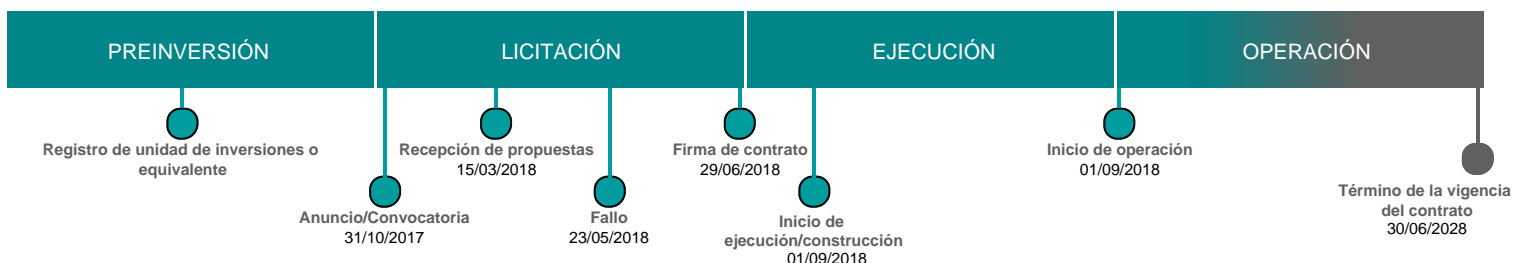 PREINVERSIÓN
LICITACIÓN
EJECUCIÓN
OPERACIÓN
Registro de unidad de inversiones o
equivalente
Anuncio/Convocatoria
31/10/2017
Recepción de propuestas
15/03/2018
Fallo
23/05/2018
Firma de contrato
29/06/2018
Inicio de
ejecución/construcción
01/09/2018
Inicio de operación
01/09/2018
Término de la vigencia
del contrato
30/06/2028